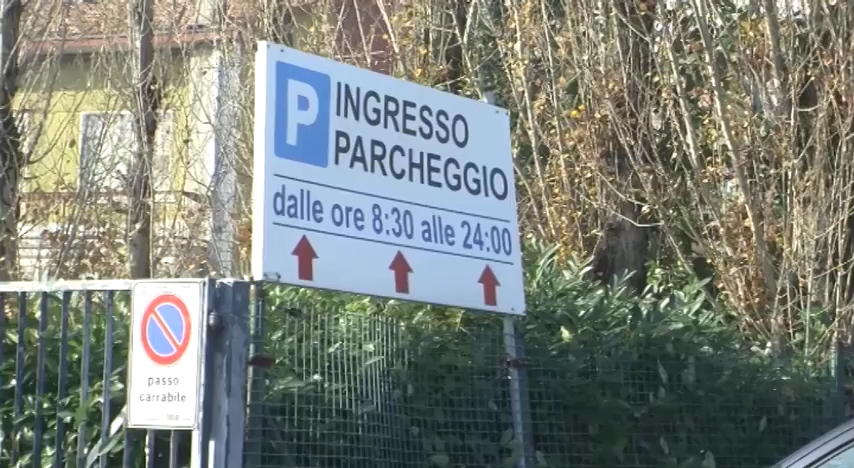 P
INGRESSO
PARCHEGGIO
dalle ore 8:30 alle 24:00
passo
carrabile